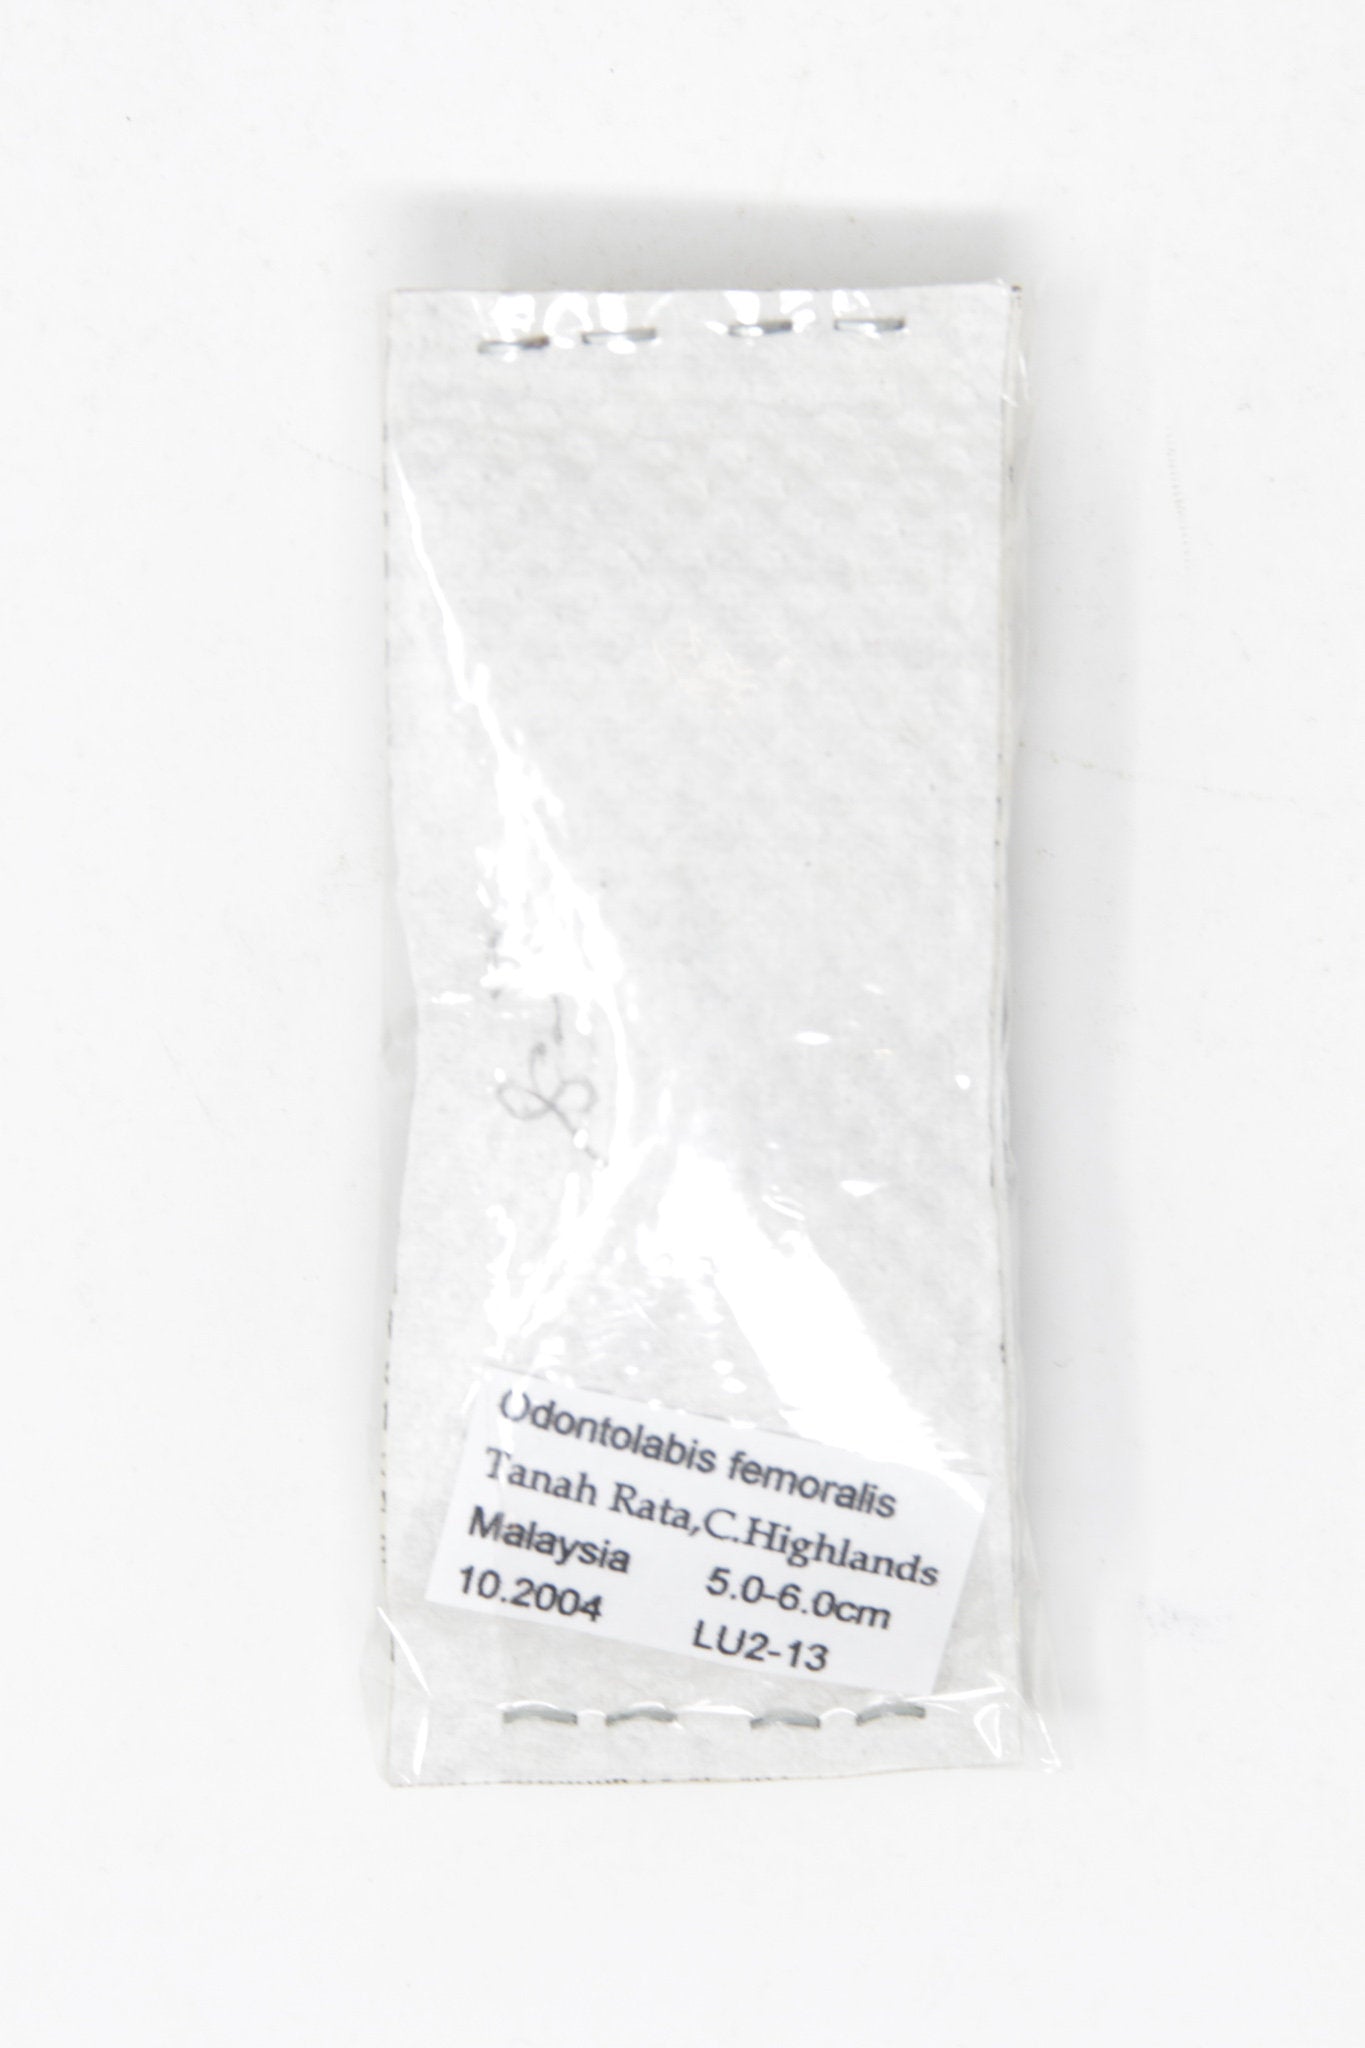 Odontolabis femoralis
Tanah Rata,C.Highlands
Malaysia 5.0-6.0cm
10.2004 LU2-13